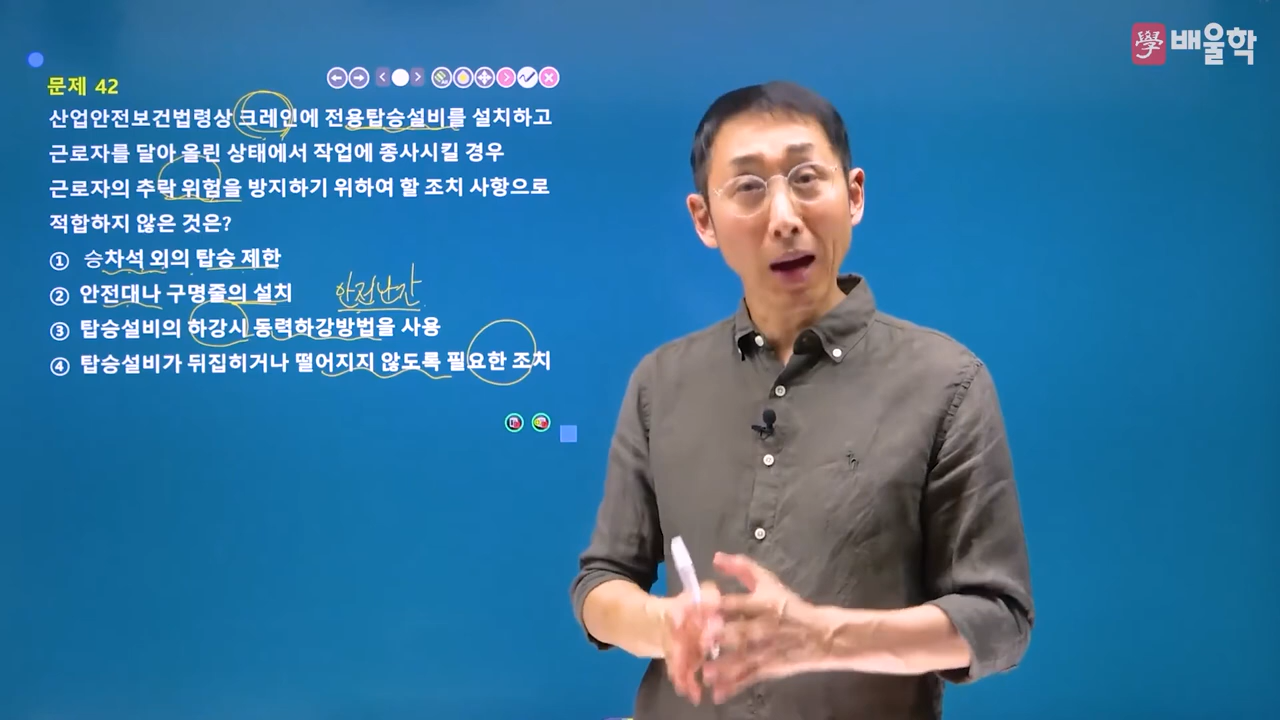 學 배울학
문제 42
산업안전보건법령상 크레인에 전용탑승설비를 설치하고
근로자를 달아 올린 상태에서 작업에 종사시킬 경우
근로자의 추락 위험을 방지하기 위하여 할 조치 사항으로
적합하지 않은 것은?
① 승차석 외의 탑승 제한
② 안전대나 구명줄의 설치 안전난간
③ 탑승설비의 하강시 동력하강방법을 사용
④ 탑승설비가 뒤집히거나 떨어지지 않도록 필요한 조치